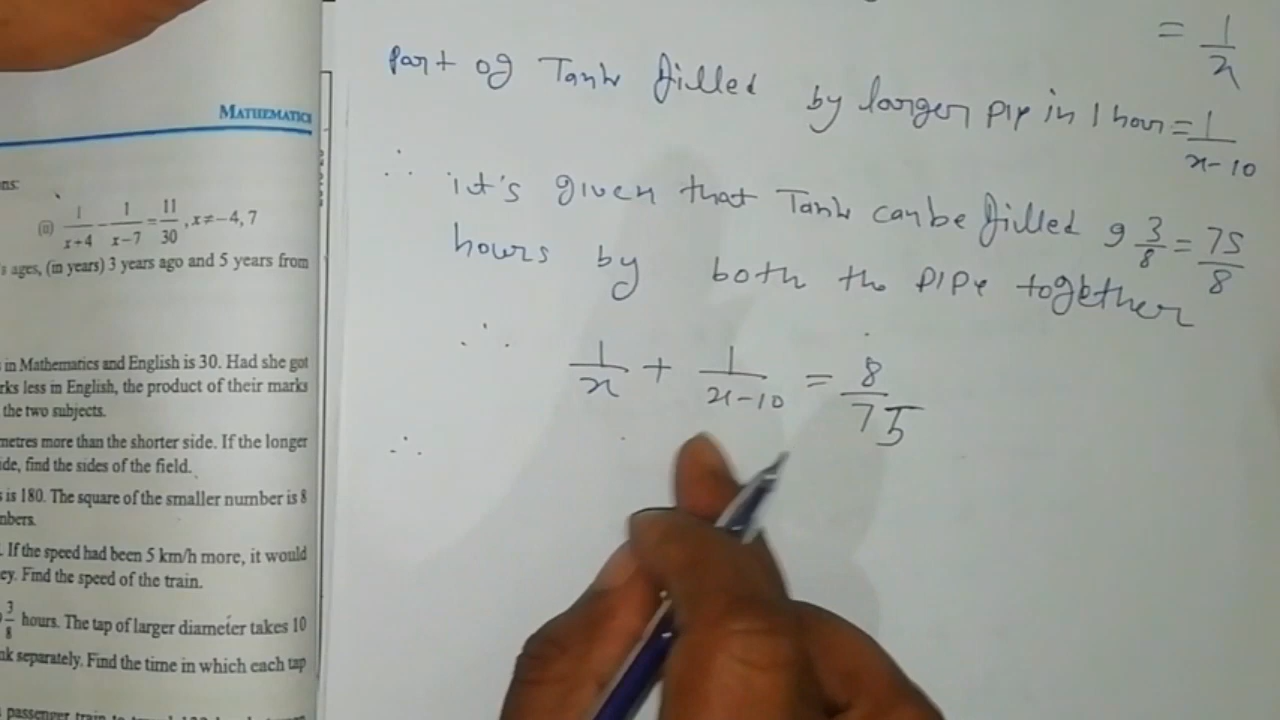 MATHEMATICS
ns:
(ii) 1/x+4 - 1/x-7 = 11/30, x ≠ -4, 7
's ages, (in years) 3 years ago and 5 years from
in Mathematics and English is 30. Had she got
rks less in English, the product of their marks
the two subjects.
metres more than the shorter side. If the longer
ide, find the sides of the field.
s is 180. The square of the smaller number is 8
nbers.
. If the speed had been 5 km/h more, it would
ey. Find the speed of the train.
3/8 hours. The tap of larger diameter takes 10
nk separately. Find the time in which each tap
passenger train to travel
= 1/x
Part of Tank filled by larger pip in 1 hour = 1/x-10
∴ it's given that Tank can be filled 9 3/8 = 75/8
hours by both the pipe together
∴ 1/x + 1/x-10 = 8/75
∴